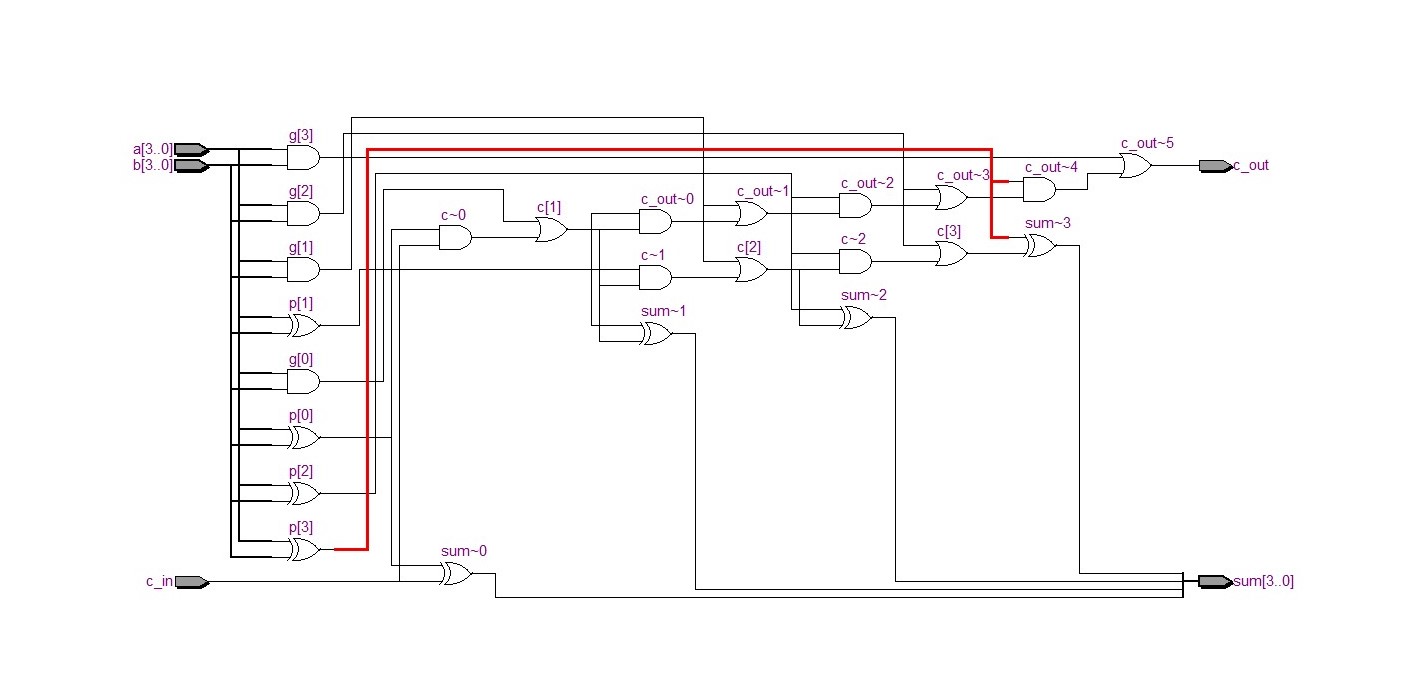 g[3]
c_out~5
a[3..0]
b[3..0]
c_out
c_out~4
c_out~3
c_out~2
g[2]
c_out~1
c_out~0
c[1]
c~0
sum~3
c[3]
c~2
g[1]
c[2]
c~1
sum~2
p[1]
sum~1
g[0]
p[0]
p[2]
p[3]
sum~0
c_in
sum[3..0]